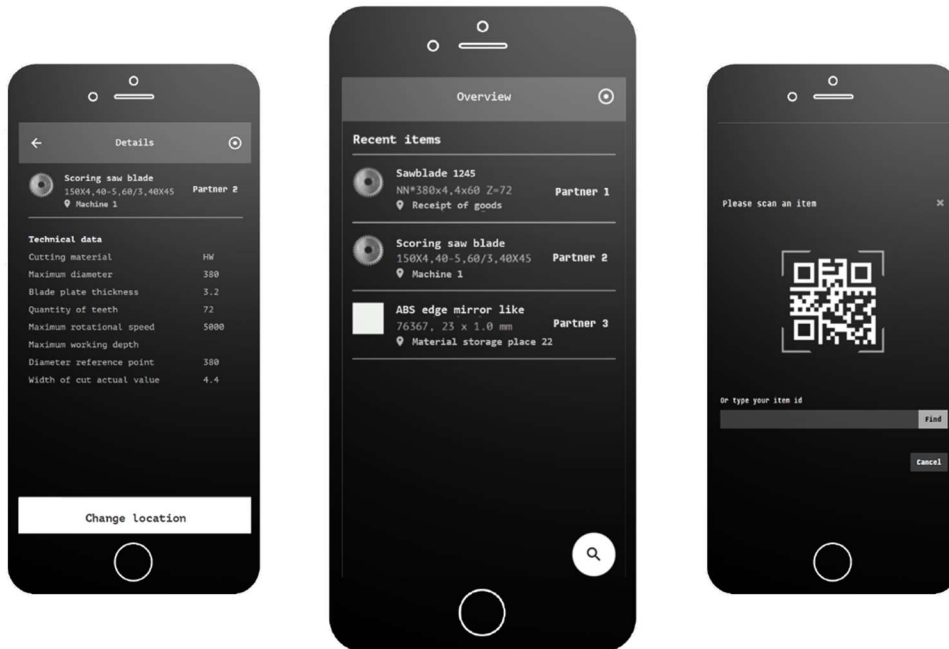 Details
Scoring saw blade
150X4,40-5,60/3,40X45
Partner 2
Machine 1
Technical data
Cutting material HW
Maximum diameter 380
Blade plate thickness 3.2
Quantity of teeth 72
Maximum rotational speed 5000
Maximum working depth
Diameter reference point 380
Width of cut actual value 4.4
Change location
Overview
Recent items
Sawblade 1245
NN*380x4,4x60 Z=72
Partner 1
Receipt of goods
Scoring saw blade
150X4,40-5,60/3,40X45
Partner 2
Machine 1
ABS edge mirror like
76367, 23 x 1.0 mm
Partner 3
Material storage place 22
Please scan an item
Or type your item id
Find
Cancel